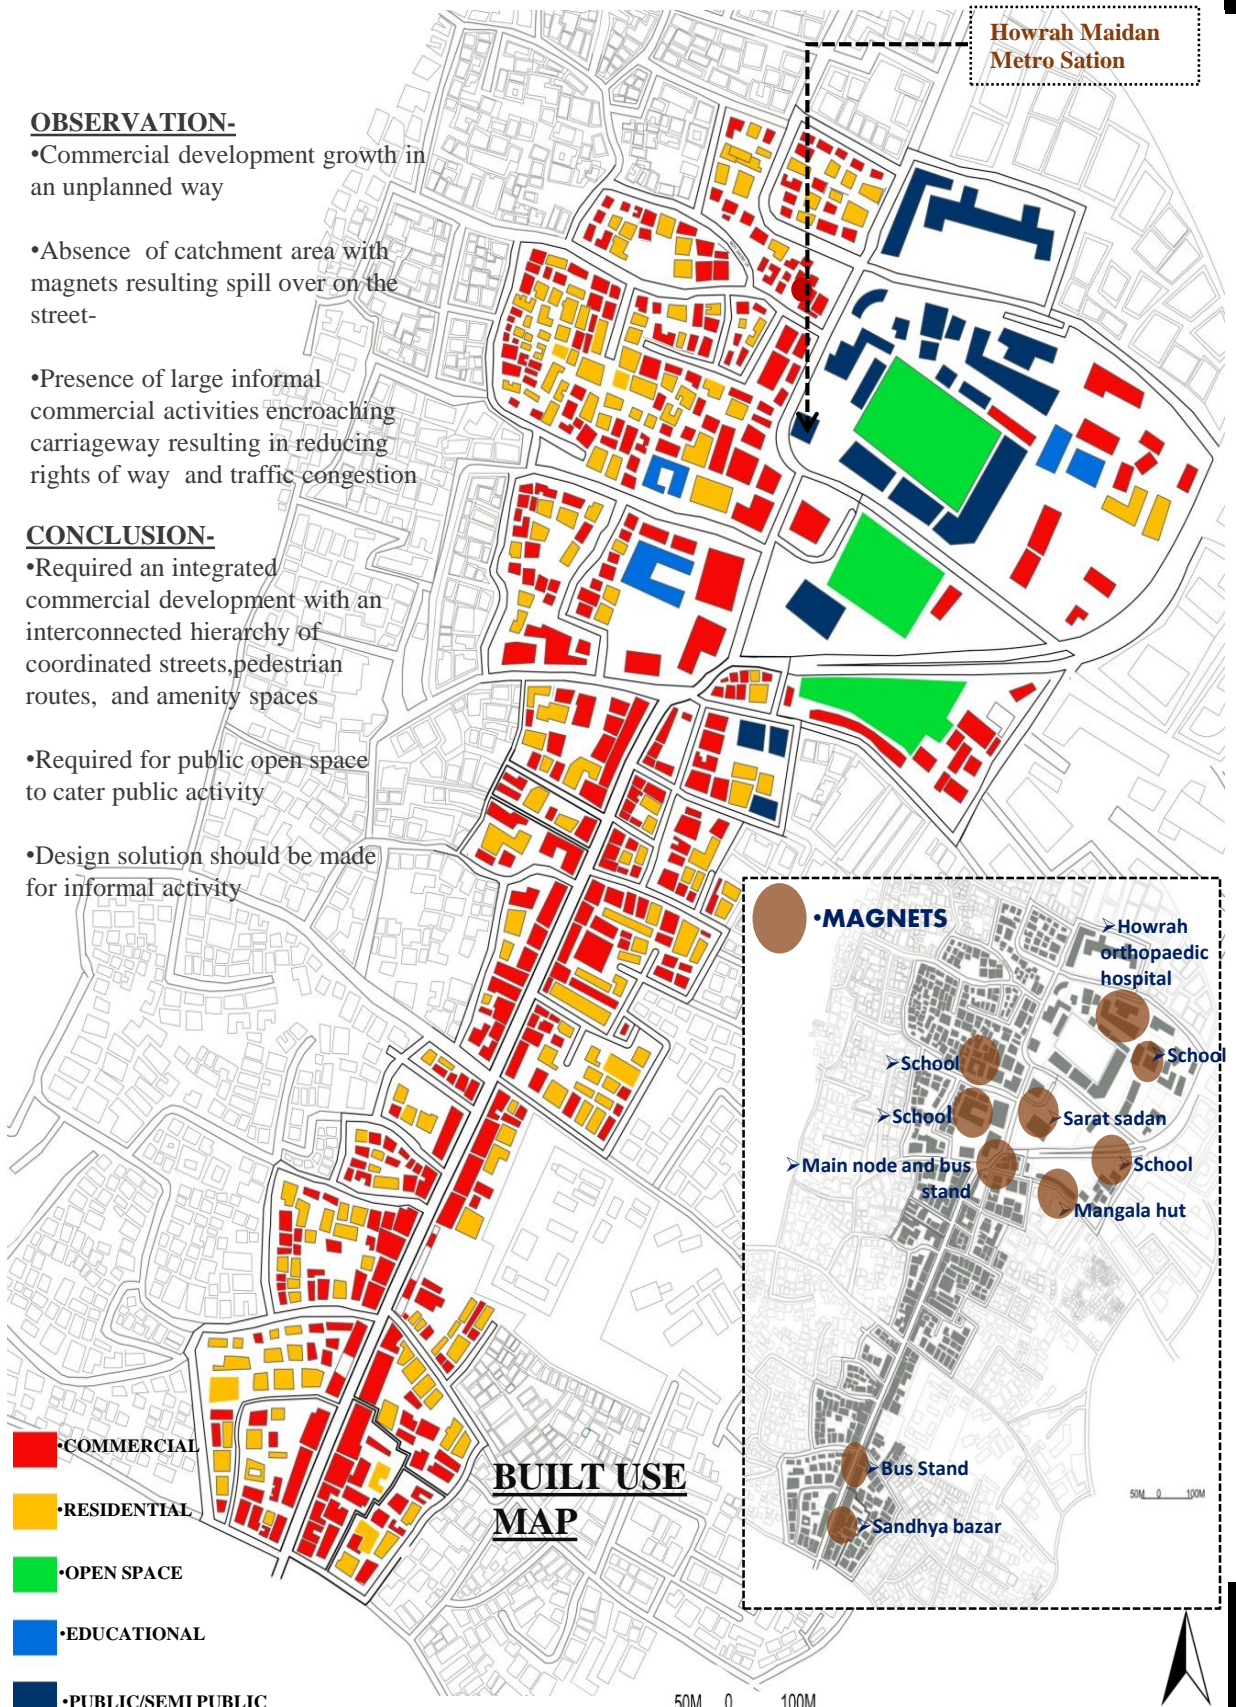 Howrah Maidan
Metro Sation
OBSERVATION-
•Commercial development growth in
an unplanned way
•Absence of catchment area with
magnets resulting spill over on the
street-
•Presence of large informal
commercial activities encroaching
carriageway resulting in reducing
rights of way and traffic congestion
CONCLUSION-
•Required an integrated
commercial development with an
interconnected hierarchy of
coordinated streets,pedestrian
routes, and amenity spaces
•Required for public open space
to cater public activity
•Design solution should be made
for informal activity
•MAGNETS
➢Howrah
orthopaedic
hospital
➢School
➢School
➢School
➢Sarat sadan
➢Main node and bus
stand
➢School
➢Mangala hut
➢Bus Stand
➢Sandhya bazar
50M 0 100M
BUILT USE
MAP
•COMMERCIAL
•RESIDENTIAL
•OPEN SPACE
•EDUCATIONAL
•PUBLIC/SEMI PUBLIC
50M 0 100M